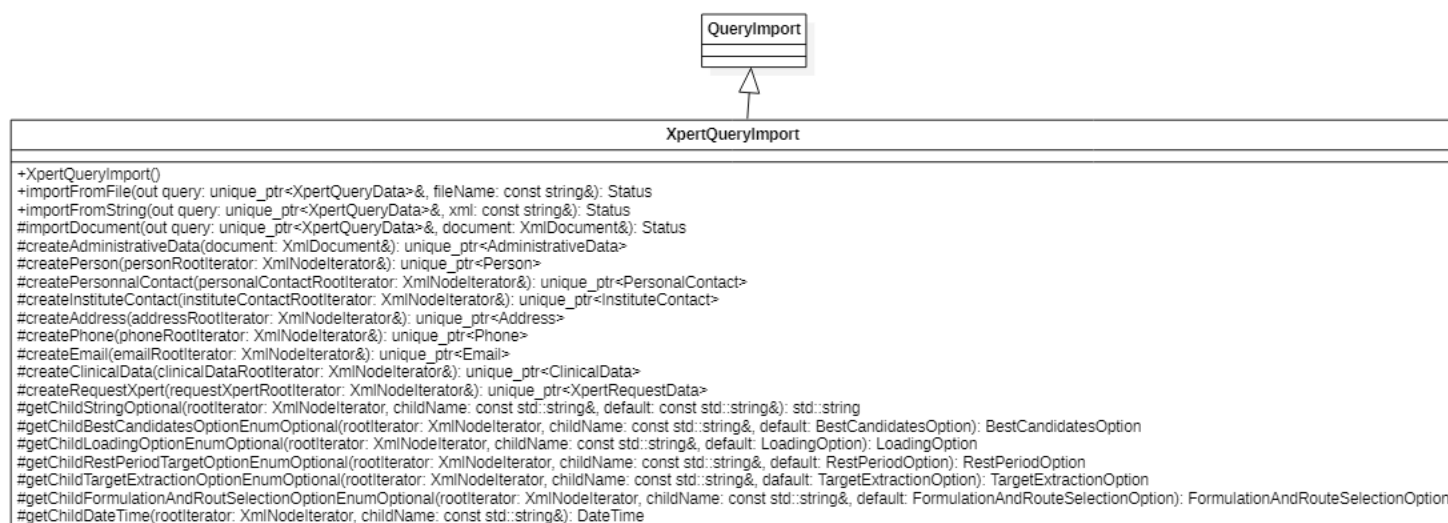 QueryImport
XpertQueryImport
+XpertQueryImport()
+importFromFile(out query: unique_ptr<XpertQueryData>&, fileName: const string&): Status
+importFromString(out query: unique_ptr<XpertQueryData>&, xml: const string&): Status
#importDocument(out query: unique_ptr<XpertQueryData>&, document: XmlDocument&): Status
#createAdministrativeData(document: XmlDocument&): unique_ptr<AdministrativeData>
#createPerson(personRootIterator: XmlNodeIterator&): unique_ptr<Person>
#createPersonnalContact(personalContactRootIterator: XmlNodeIterator&): unique_ptr<PersonalContact>
#createInstituteContact(instituteContactRootIterator: XmlNodeIterator&): unique_ptr<InstituteContact>
#createAddress(addressRootIterator: XmlNodeIterator&): unique_ptr<Address>
#createPhone(phoneRootIterator: XmlNodeIterator&): unique_ptr<Phone>
#createEmail(emailRootIterator: XmlNodeIterator&): unique_ptr<Email>
#createClinicalData(clinicalDataRootIterator: XmlNodeIterator&): unique_ptr<ClinicalData>
#createRequestXpert(requestXpertRootIterator: XmlNodeIterator&): unique_ptr<XpertRequestData>
#getChildStringOptional(rootIterator: XmlNodeIterator, childName: const std::string&, default: const std::string&): std::string
#getChildBestCandidatesOptionEnumOptional(rootIterator: XmlNodeIterator, childName: const std::string&, default: BestCandidatesOption): BestCandidatesOption
#getChildLoadingOptionEnumOptional(rootIterator: XmlNodeIterator, childName: const std::string&, default: LoadingOption): LoadingOption
#getChildRestPeriodTargetOptionEnumOptional(rootIterator: XmlNodeIterator, childName: const std::string&, default: RestPeriodOption): RestPeriodOption
#getChildTargetExtractionOptionEnumOptional(rootIterator: XmlNodeIterator, childName: const std::string&, dafault: TargetExtractionOption): TargetExtractionOption
#getChildFormulationAndRoutSelectionOptionEnumOptional(rootIterator: XmlNodeIterator, childName: const std::string&, default: FormulationAndRouteSelectionOption): FormulationAndRouteSelectionOption
#getChildDateTime(rootIterator: XmlNodeIterator, childName: const std::string&): DateTime